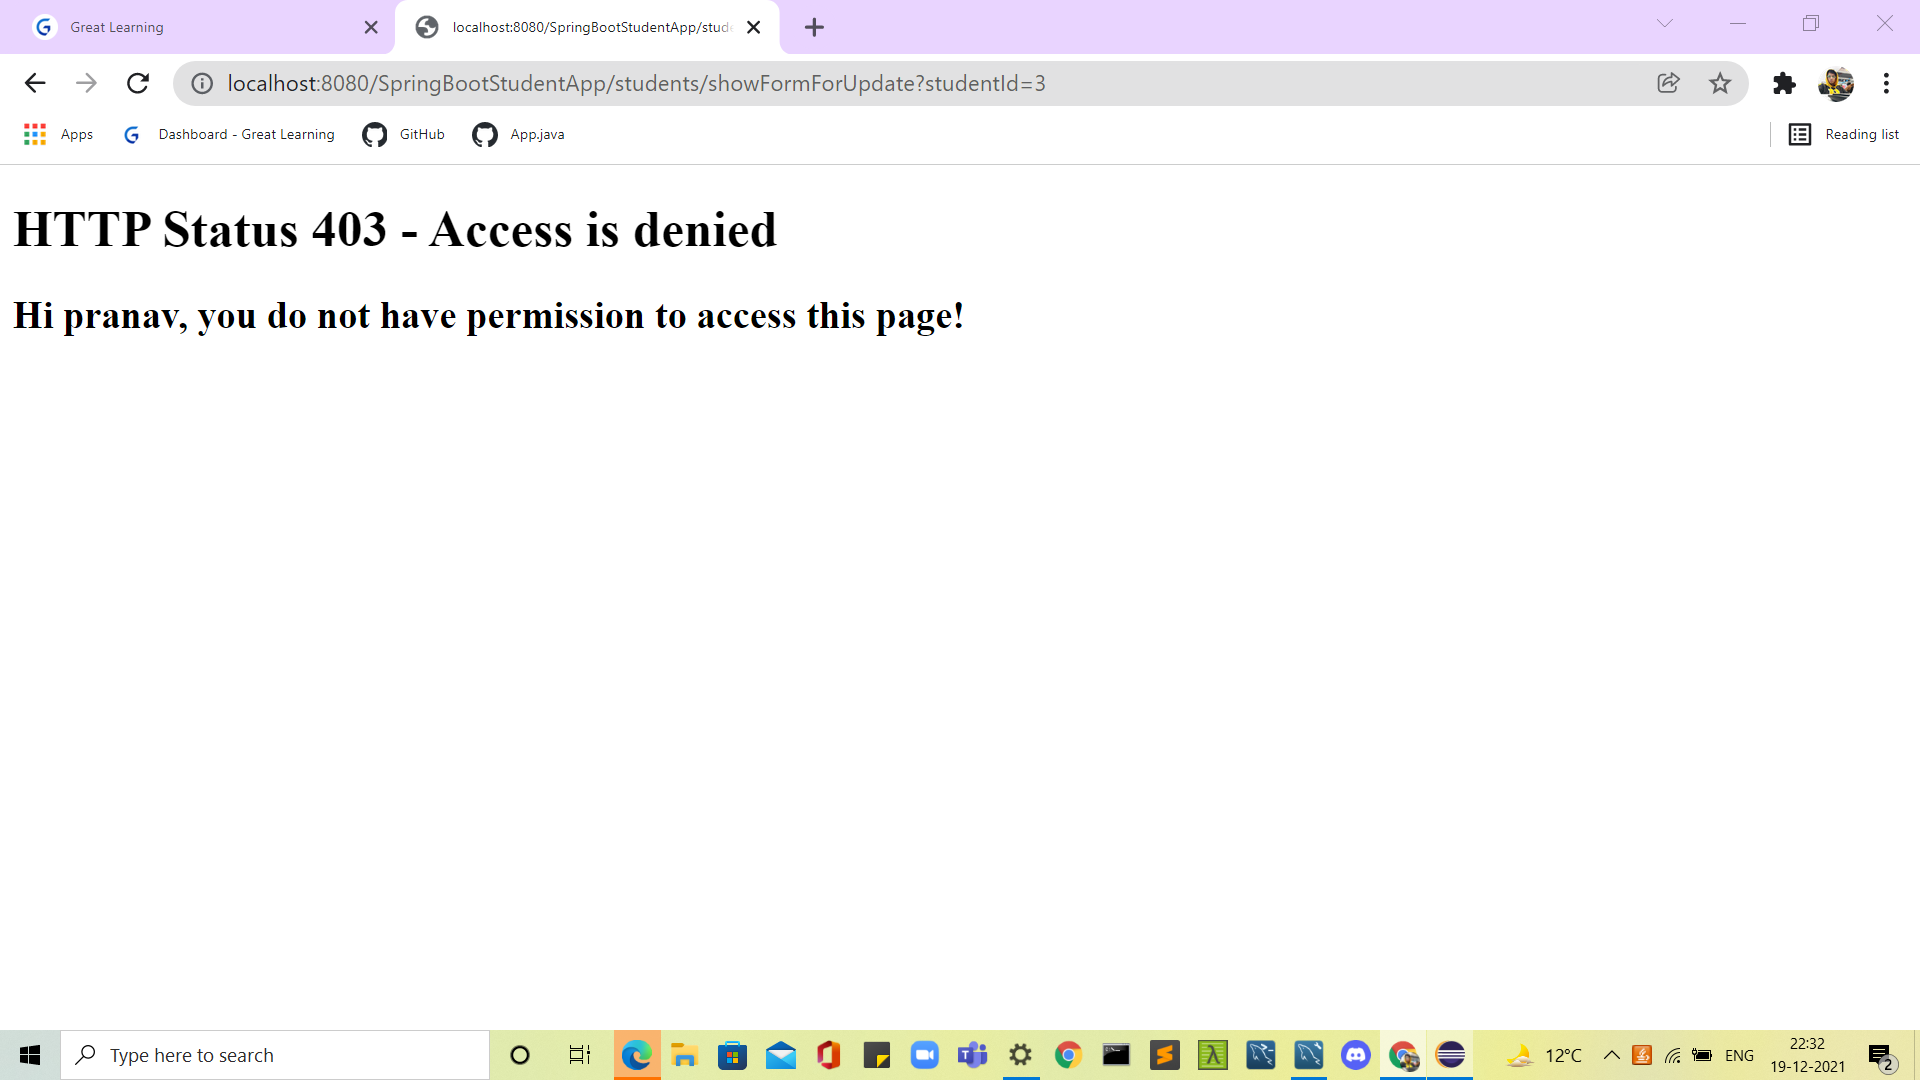 Great Learning
localhost:8080/SpringBootStudentApp/stud
localhost:8080/SpringBootStudentApp/students/showFormForUpdate?studentId=3
Apps
Dashboard - Great Learning
GitHub
App.java
Reading list
HTTP Status 403 - Access is denied
Hi pranav, you do not have permission to access this page!
Type here to search
12°C
ENG
22:32
19-12-2021
2